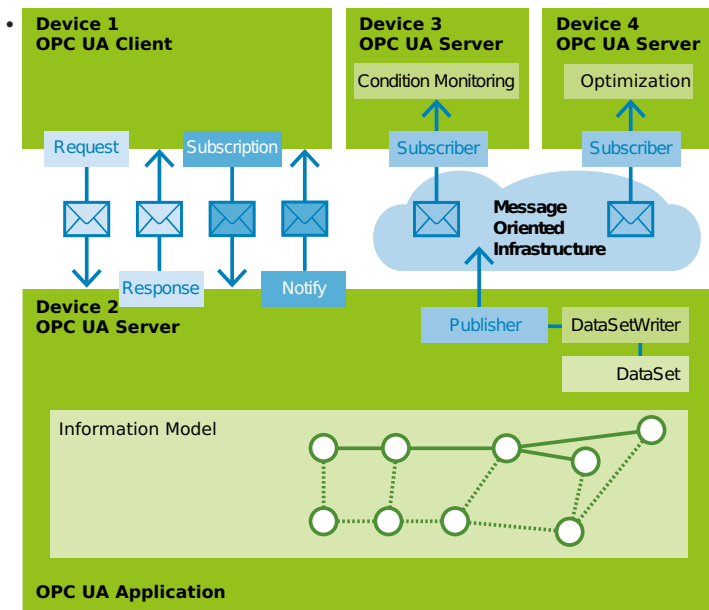 •
Device 1
OPC UA Client
Device 3
OPC UA Server
Device 4
OPC UA Server
Condition Monitoring
Optimization
Request
Subscription
Subscriber
Subscriber
Message
Oriented
Infrastructure
Response
Notify
Device 2
OPC UA Server
Publisher
DataSetWriter
DataSet
Information Model
OPC UA Application